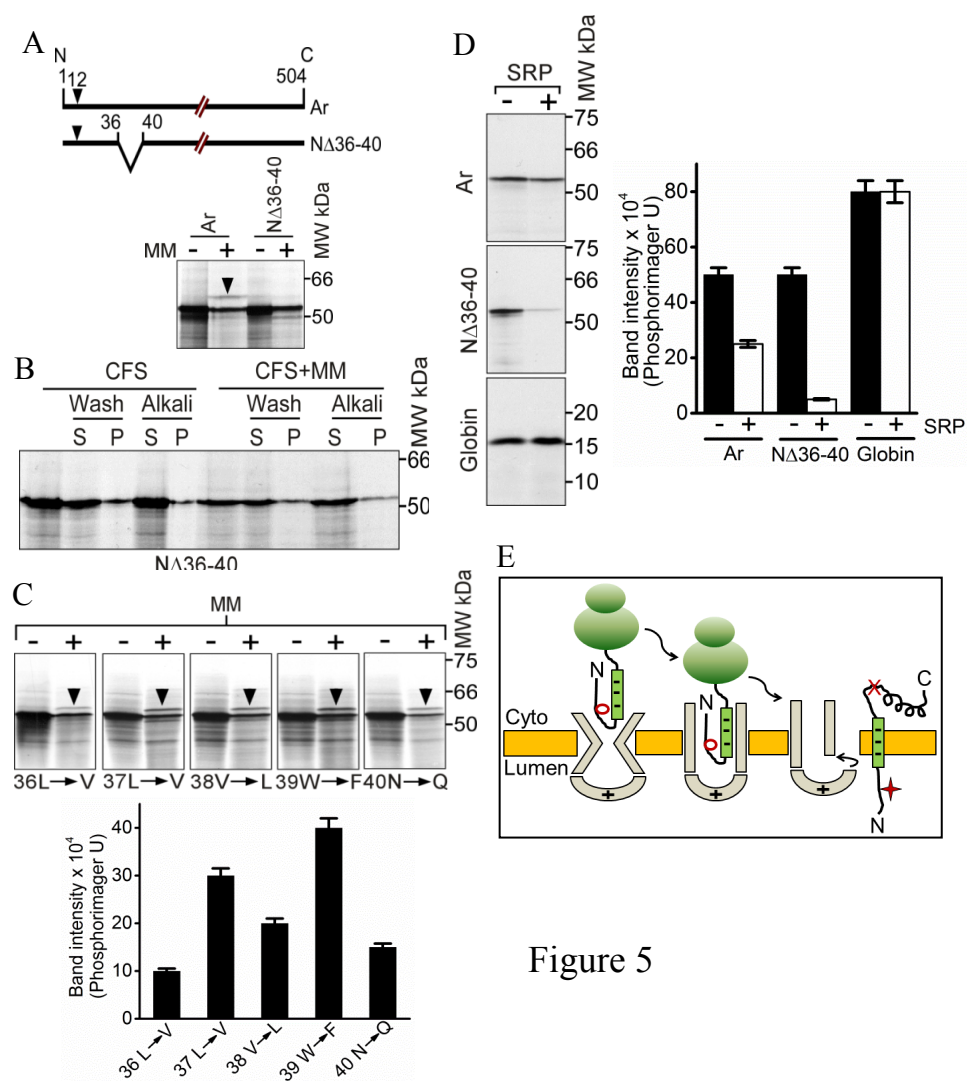 A
N C
1 12 504
Ar
36 40
NΔ36-40
Ar NΔ36-40 MW kDa
MM - + - +
66
50
B
CFS CFS+MM MW kDa
Wash Alkali Wash Alkali
S P S P S P S P
66
50
NΔ36-40
C
MM MW kDa
- + - + - + - + - +
75
66
50
36L→V 37L→V 38V→L 39W→F 40N→Q
Band intensity x 10⁴
(Phosphorimager U)
40
30
20
10
0
36 L→V 37 L→V 38 V→L 39 W→F 40 N→Q
D
SRP MW kDa
- +
75
66
Ar
50
66
NΔ36-40
50
20
Globin
15
10
Band intensity x 10⁴
(Phosphorimager U)
80
60
40
20
0
- + - + - + SRP
Ar NΔ36-40 Globin
E
N
N
C
X
Cyto
Lumen
+ + +
N
Figure 5